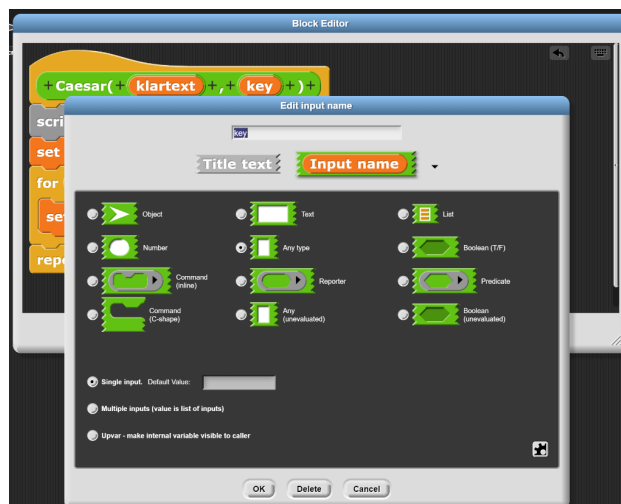 Block Editor
+Caesar(+ klartext +,+ key +)+
scri
set
for
se
repe
Edit input name
key
Title text
Input name
Object
Text
List
Number
Any type
Boolean (T/F)
Command
(inline)
Reporter
Predicate
Command
(C-shape)
Any
(unevaluated)
Boolean
(unevaluated)
Single input. Default Value:
Multiple inputs (value is list of inputs)
Upvar - make internal variable visible to caller
OK
Delete
Cancel